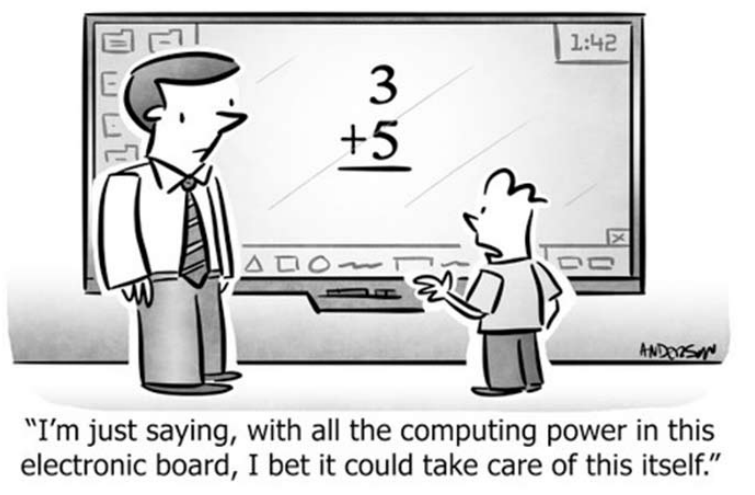 1:42
3
+5
ANDERSON
“I’m just saying, with all the computing power in this
electronic board, I bet it could take care of this itself.”